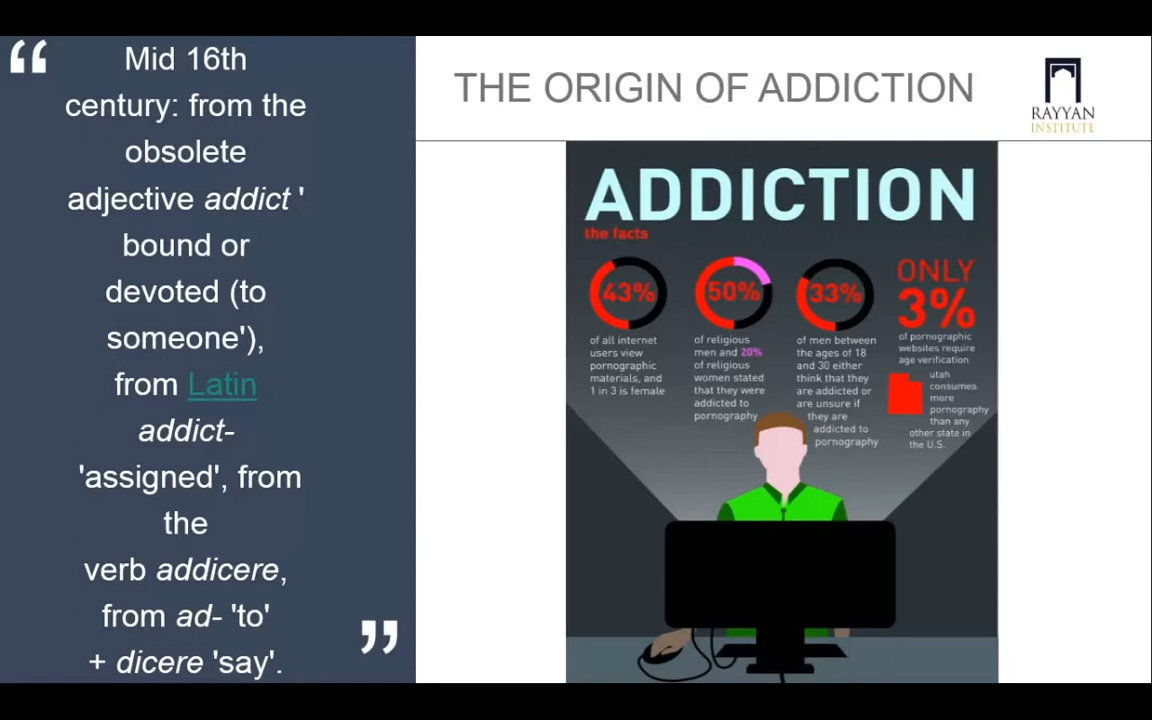 “
Mid 16th
century: from the
obsolete
adjective addict '
bound or
devoted (to
someone'),
from Latin
addict-
'assigned', from
the
verb addicere,
from ad- 'to'
+ dicere 'say'.
”
THE ORIGIN OF ADDICTION
RAYYAN
INSTITUTE
ADDICTION
the facts
43%
of all internet
users view
pornographic
materials, and
1 in 3 is female
50%
of religious
men and 20%
of religious
women stated
that they were
addicted to
pornography
33%
of men between
the ages of 18
and 30 either
think that they
are addicted or
are unsure if
they are
addicted to
pornography
ONLY
3%
of pornographic
websites require
age verification
utah
consumes
more
pornography
than any
other state in
the U.S.